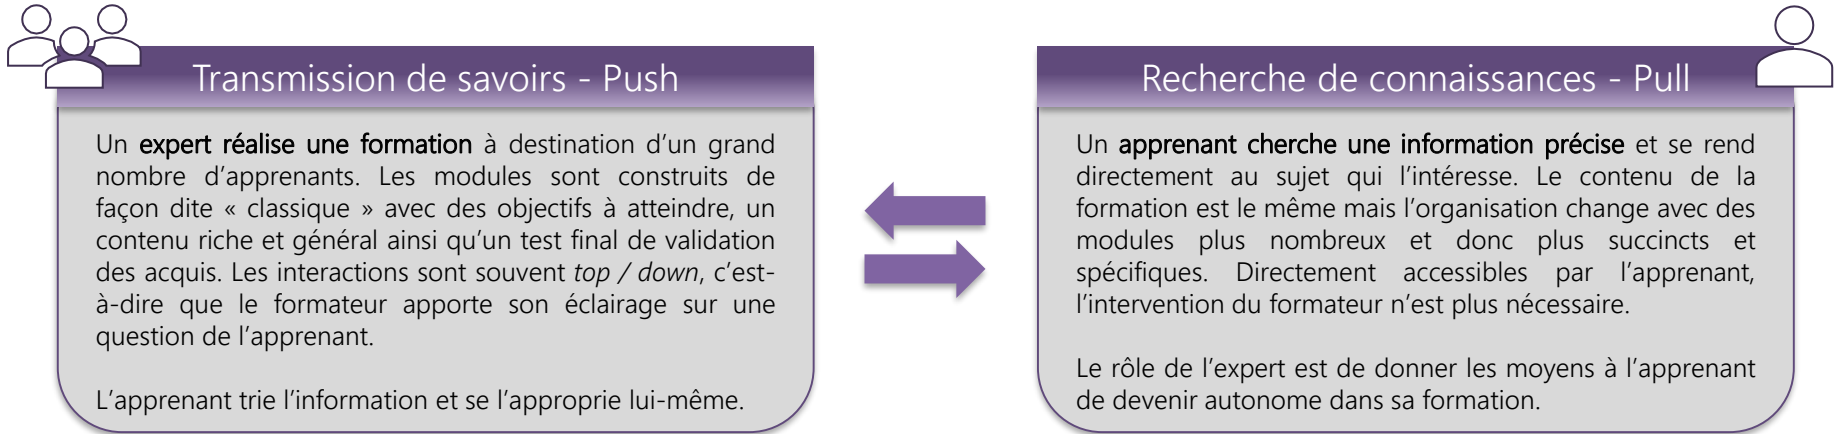 Transmission de savoirs - Push
Un expert réalise une formation à destination d’un grand
nombre d’apprenants. Les modules sont construits de
façon dite « classique » avec des objectifs à atteindre, un
contenu riche et général ainsi qu’un test final de validation
des acquis. Les interactions sont souvent top / down, c’est-
à-dire que le formateur apporte son éclairage sur une
question de l’apprenant.
L’apprenant trie l’information et se l’approprie lui-même.
Recherche de connaissances - Pull
Un apprenant cherche une information précise et se rend
directement au sujet qui l’intéresse. Le contenu de la
formation est le même mais l’organisation change avec des
modules plus nombreux et donc plus succincts et
spécifiques. Directement accessibles par l’apprenant,
l’intervention du formateur n’est plus nécessaire.
Le rôle de l’expert est de donner les moyens à l’apprenant
de devenir autonome dans sa formation.